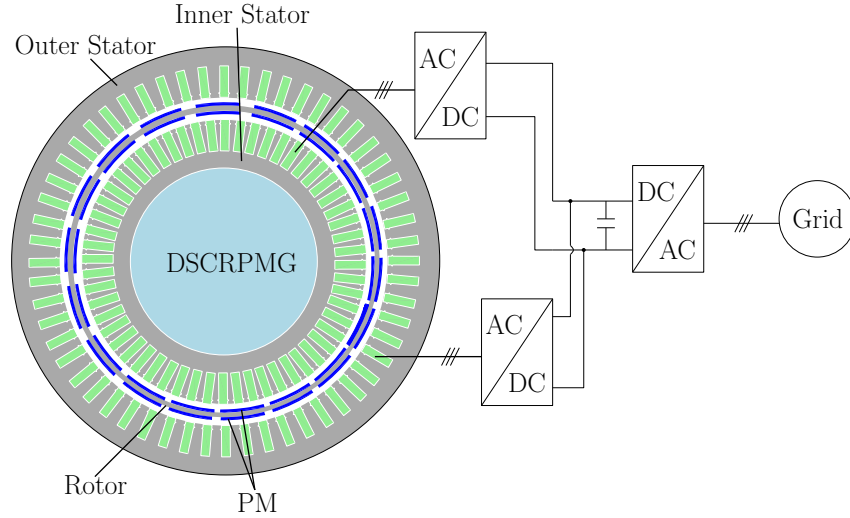 Inner Stator
Outer Stator
AC
DC
DSCRPMG
DC
AC
Grid
AC
DC
Rotor
PM